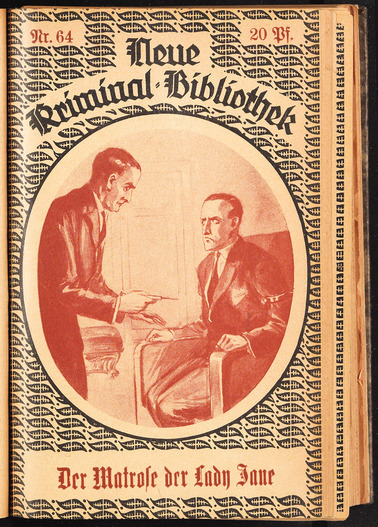 Nr. 64
20 Pf.
Neue
Kriminal-Bibliothek
Der Matroſe der Lady Jane